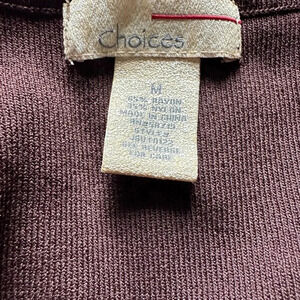 Choices
M
65% RAYON
35% NYLON
MADE IN CHINA
STYLE#
SEE REVERSE
FOR CARE